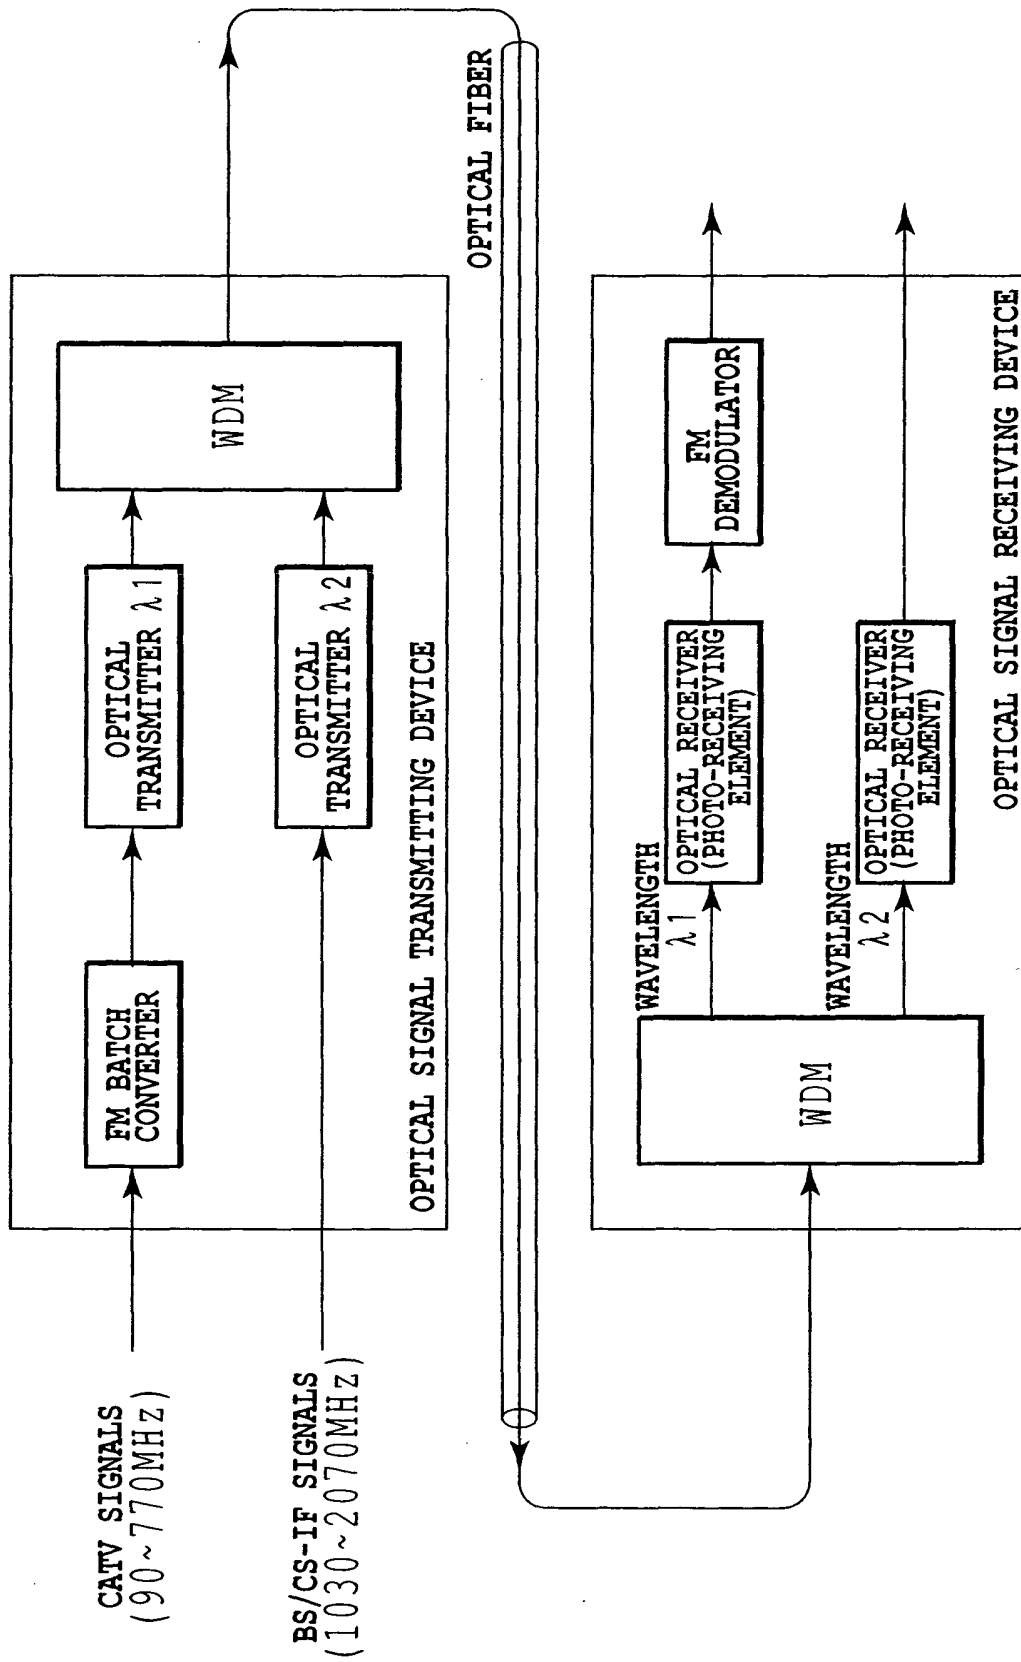 CATV SIGNALS
(90~770MHz)
BS/CS-IF SIGNALS
(1030~2070MHz)
FM BATCH
CONVERTER
OPTICAL
TRANSMITTER λ1
OPTICAL
TRANSMITTER λ2
WDM
OPTICAL SIGNAL TRANSMITTING DEVICE
OPTICAL FIBER
WDM
WAVELENGTH
λ1
OPTICAL RECEIVER
(PHOTO-RECEIVING
ELEMENT)
FM
DEMODULATOR
WAVELENGTH
λ2
OPTICAL RECEIVER
(PHOTO-RECEIVING
ELEMENT)
OPTICAL SIGNAL RECEIVING DEVICE